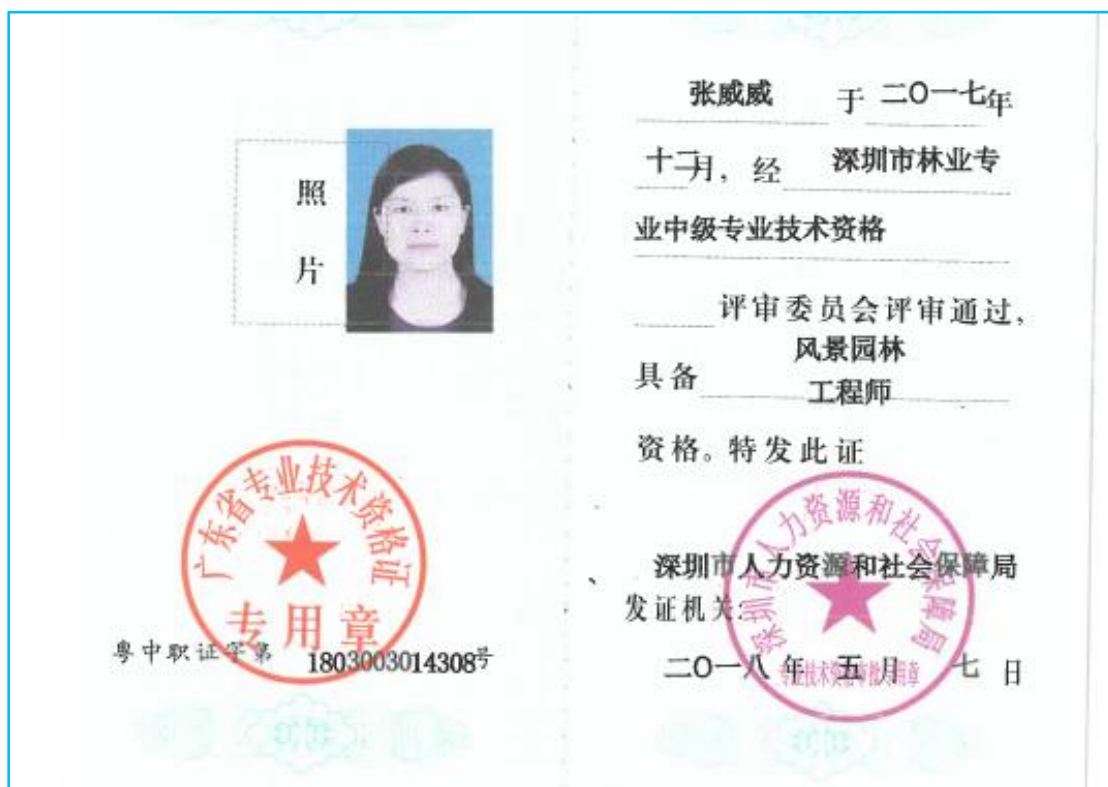 照
片
广东省专业技术资格证
专用章
粤中职证字第 1803003014308号
张威威 于 二〇一七年
十二月，经 深圳市林业专
业中级专业技术资格
评审委员会评审通过，
风景园林
具备
工程师
资格。特发此证
深圳市人力资源和社会保障局
深圳市人力资源和社会保障局
发证机关：
二〇一八 年 五 月 七 日
专业技术资格审批专用章